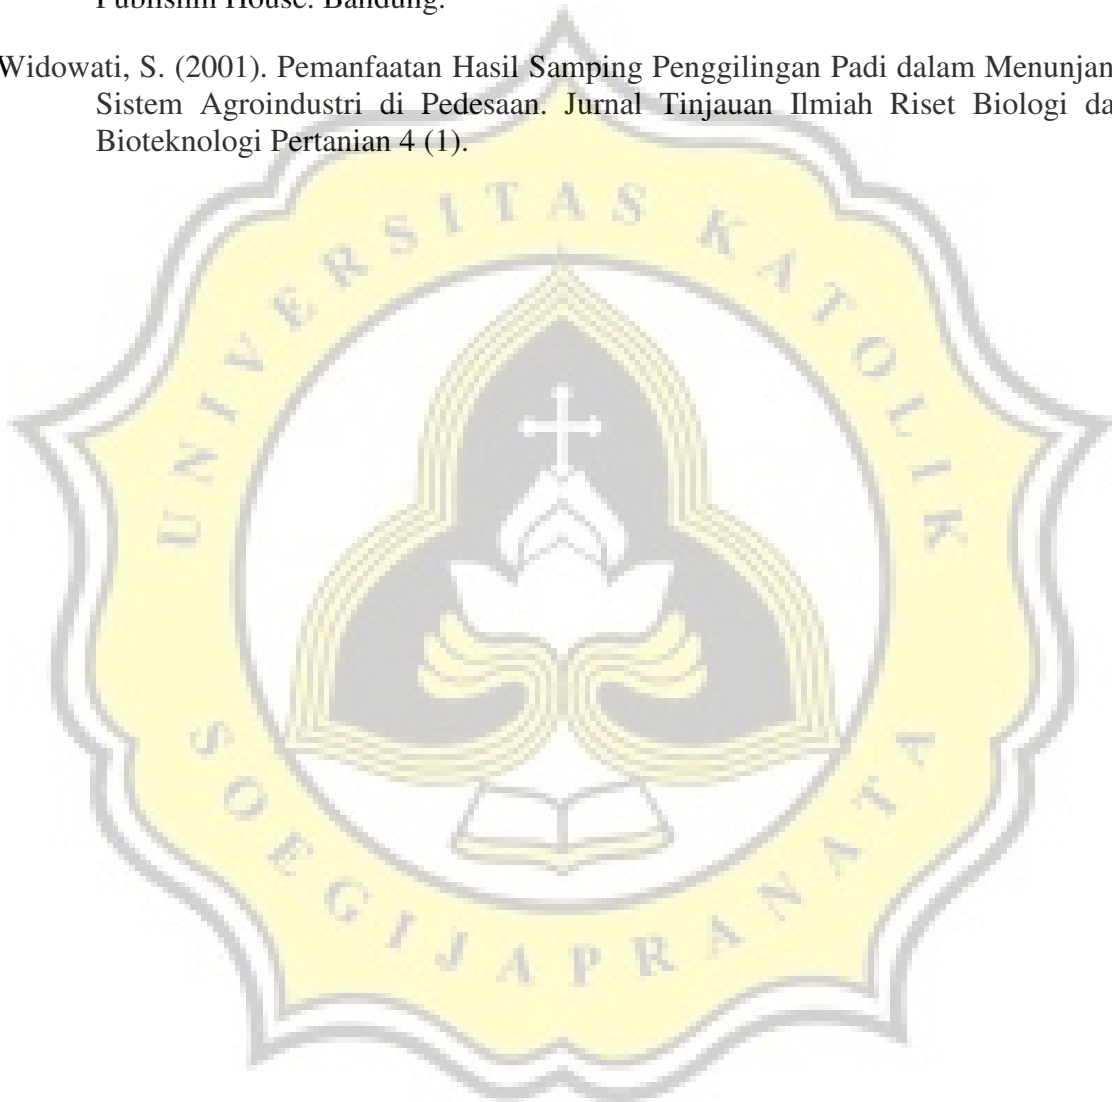 Publishm House. Bandung.
Widowati, S. (2001). Pemanfaatan Hasil Samping Penggilingan Padi dalam Menunjan
Sistem Agroindustri di Pedesaan. Jurnal Tinjauan Ilmiah Riset Biologi da
Bioteknologi Pertanian 4 (1).
UNIVERSITAS KATOLIK
SOEGIJAPRANATA